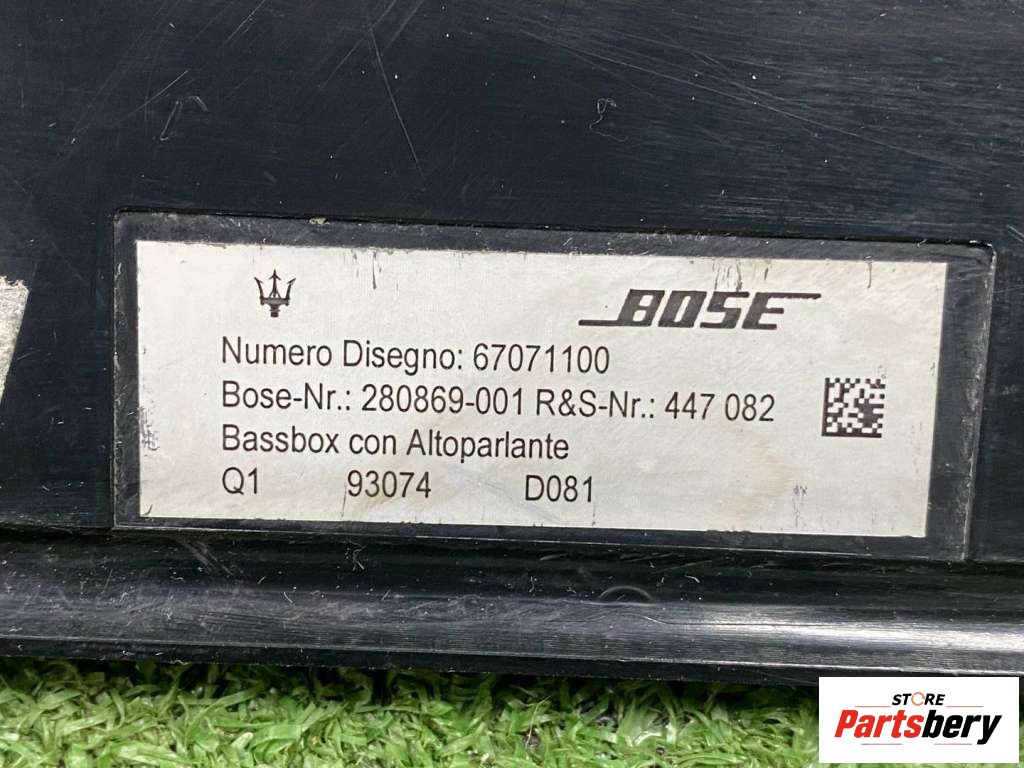 BOSE
Numero Disegno: 67071100
Bose-Nr.: 280869-001 R&S-Nr.: 447 082
Bassbox con Altoparlante
Q1 93074 D081
STORE
Partsbery